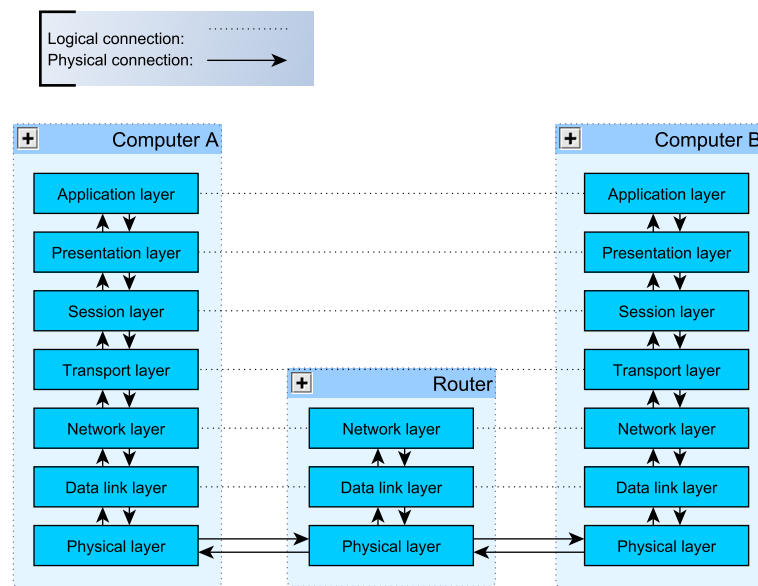 Logical connection:
Physical connection:
Computer A
Application layer
Presentation layer
Session layer
Transport layer
Network layer
Data link layer
Physical layer
Router
Network layer
Data link layer
Physical layer
Computer B
Application layer
Presentation layer
Session layer
Transport layer
Network layer
Data link layer
Physical layer